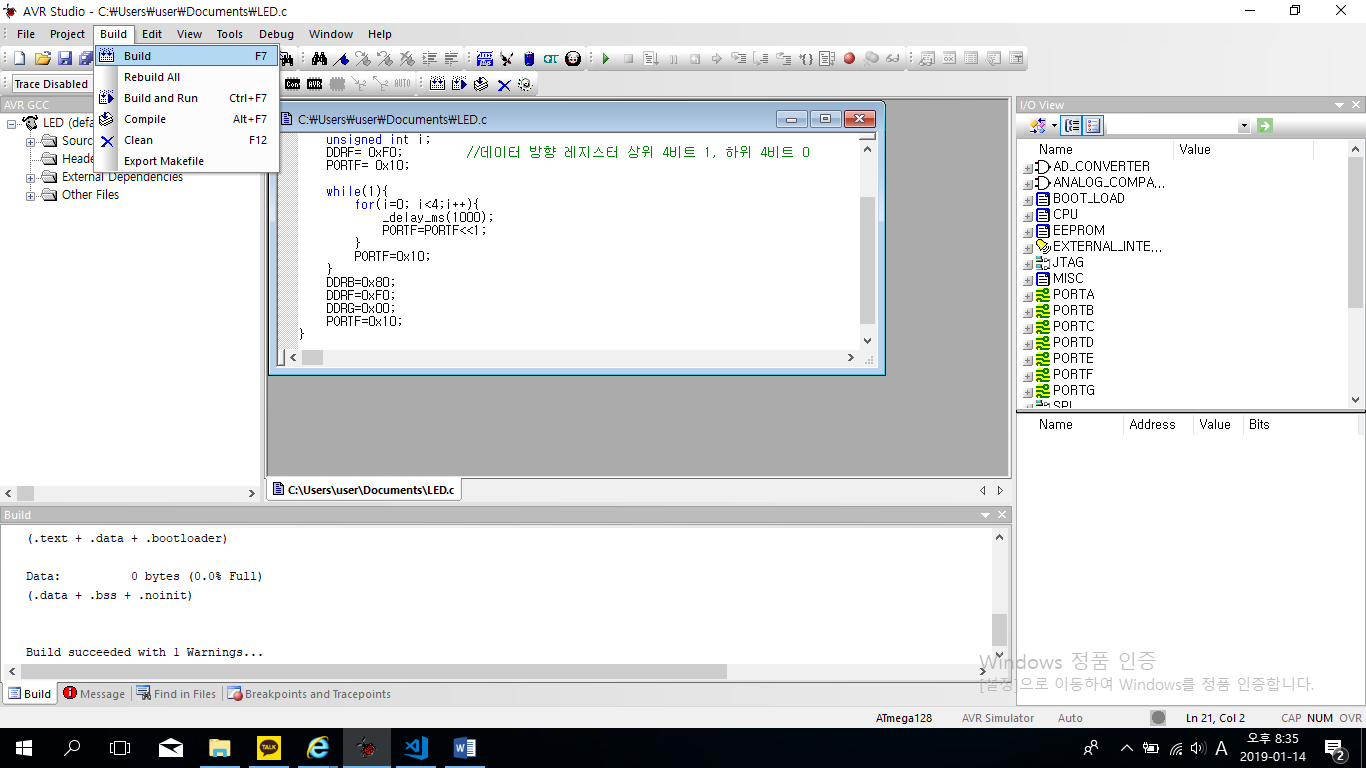 AVR Studio - C:₩Users₩user₩Documents₩LED.c
File Project Build Edit View Tools Debug Window Help
Build F7
Rebuild All
Build and Run Ctrl+F7
Compile Alt+F7
Clean F12
Export Makefile
Trace Disabled
Con AVR AUTO
AVR GCC
LED (defa
Sourc
Heade
External Dependencies
Other Files
C:₩Users₩user₩Documents₩LED.c
unsigned int i;
DDRF= 0xF0; //데이터 방향 레지스터 상위 4비트 1, 하위 4비트 0
PORTF= 0x10;
while(1){
for(i=0; i<4;i++){
_delay_ms(1000);
PORTF=PORTF<<1;
}
PORTF=0x10;
}
DDRB=0x80;
DDRF=0xF0;
DDRG=0x00;
PORTF=0x10;
}
C:\Users\user\Documents\LED.c
I/O View
Name Value
AD_CONVERTER
ANALOG_COMPA...
BOOT_LOAD
CPU
EEPROM
EXTERNAL_INTE...
JTAG
MISC
PORTA
PORTB
PORTC
PORTD
PORTE
PORTF
PORTG
SPI
Name Address Value Bits
Build
(.text + .data + .bootloader)
Data: 0 bytes (0.0% Full)
(.data + .bss + .noinit)
Build succeeded with 1 Warnings...
Build Message Find in Files Breakpoints and Tracepoints
Windows 정품 인증
[설정]으로 이동하여 Windows를 정품 인증합니다.
ATmega128 AVR Simulator Auto Ln 21, Col 2 CAP NUM OVR
TALK
A
오후 8:35
2019-01-14
2